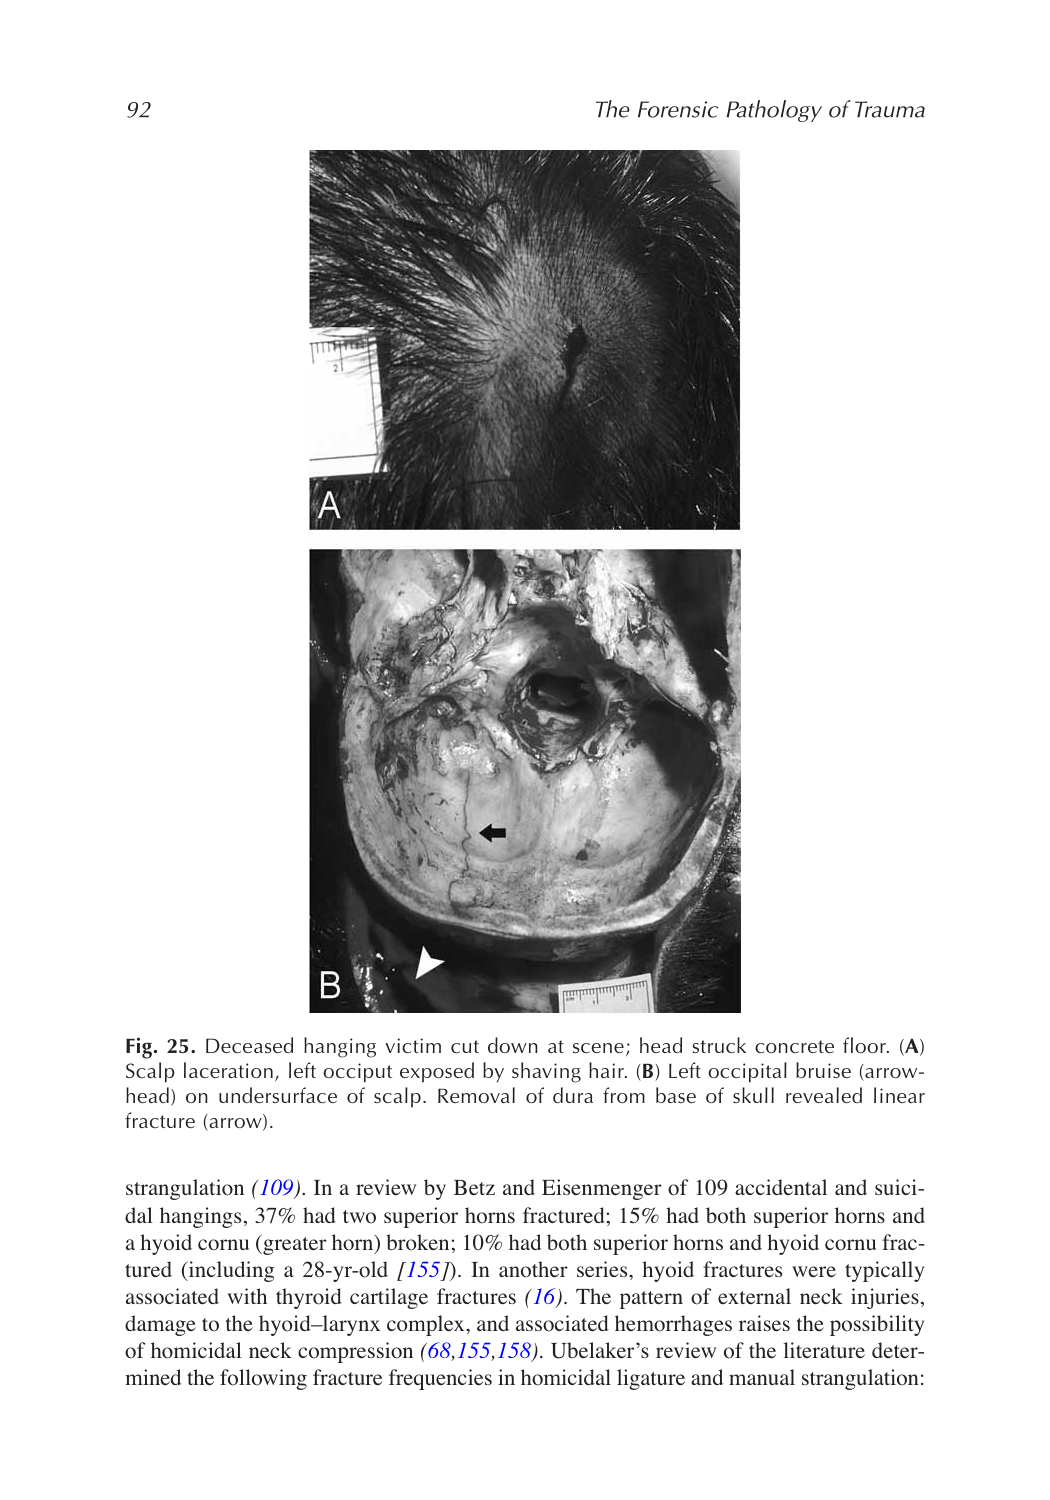 92
The Forensic Pathology of Trauma
2
A
B
cm 1 2
Fig. 25. Deceased hanging victim cut down at scene; head struck concrete floor. (A)
Scalp laceration, left occiput exposed by shaving hair. (B) Left occipital bruise (arrow-
head) on undersurface of scalp. Removal of dura from base of skull revealed linear
fracture (arrow).
strangulation (109). In a review by Betz and Eisenmenger of 109 accidental and suici-
dal hangings, 37% had two superior horns fractured; 15% had both superior horns and
a hyoid cornu (greater horn) broken; 10% had both superior horns and hyoid cornu frac-
tured (including a 28-yr-old [155]). In another series, hyoid fractures were typically
associated with thyroid cartilage fractures (16). The pattern of external neck injuries,
damage to the hyoid–larynx complex, and associated hemorrhages raises the possibility
of homicidal neck compression (68,155,158). Ubelaker’s review of the literature deter-
mined the following fracture frequencies in homicidal ligature and manual strangulation: